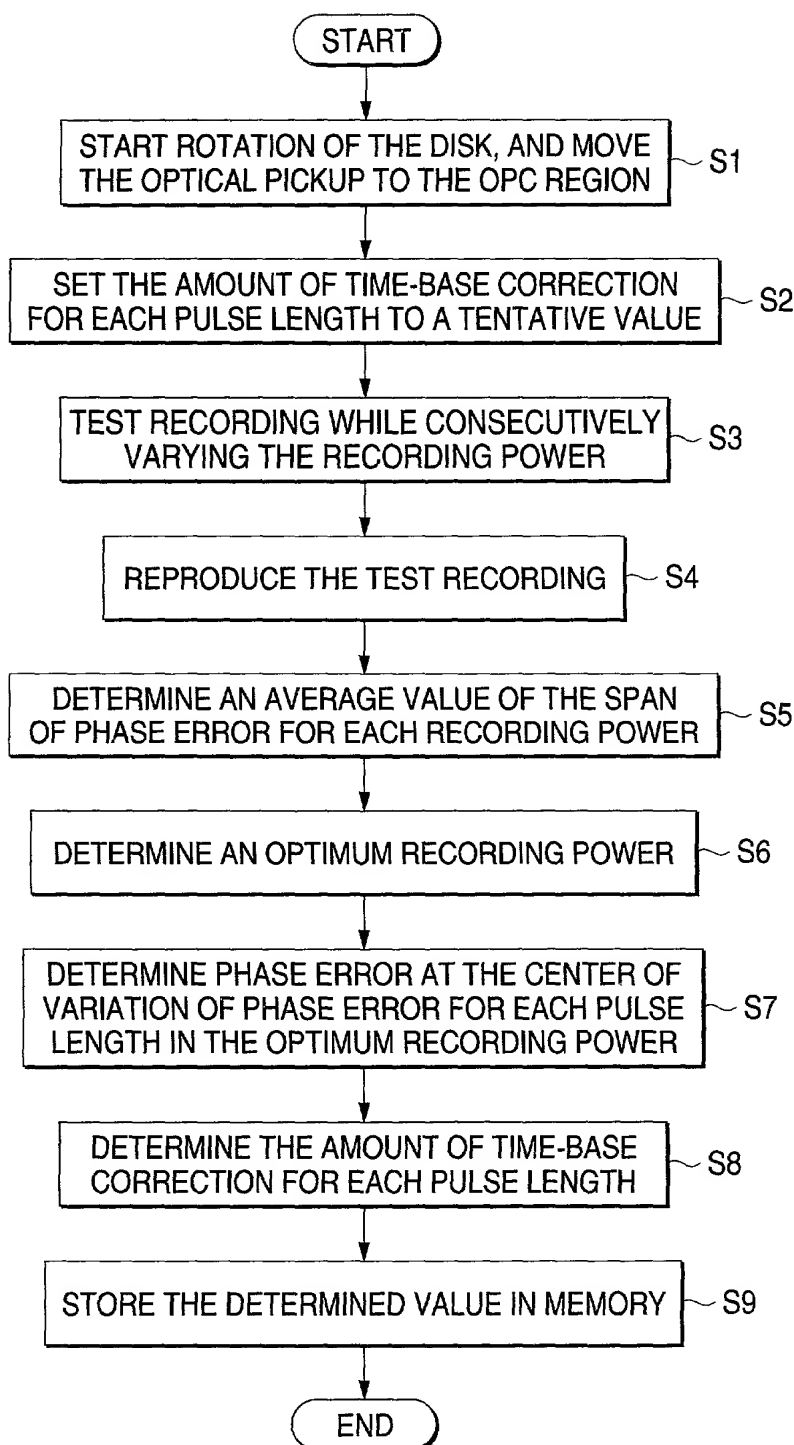 START
START ROTATION OF THE DISK, AND MOVE
THE OPTICAL PICKUP TO THE OPC REGION
S1
SET THE AMOUNT OF TIME-BASE CORRECTION
FOR EACH PULSE LENGTH TO A TENTATIVE VALUE
S2
TEST RECORDING WHILE CONSECUTIVELY
VARYING THE RECORDING POWER
S3
REPRODUCE THE TEST RECORDING
S4
DETERMINE AN AVERAGE VALUE OF THE SPAN
OF PHASE ERROR FOR EACH RECORDING POWER
S5
DETERMINE AN OPTIMUM RECORDING POWER
S6
DETERMINE PHASE ERROR AT THE CENTER OF
VARIATION OF PHASE ERROR FOR EACH PULSE
LENGTH IN THE OPTIMUM RECORDING POWER
S7
DETERMINE THE AMOUNT OF TIME-BASE
CORRECTION FOR EACH PULSE LENGTH
S8
STORE THE DETERMINED VALUE IN MEMORY
S9
END